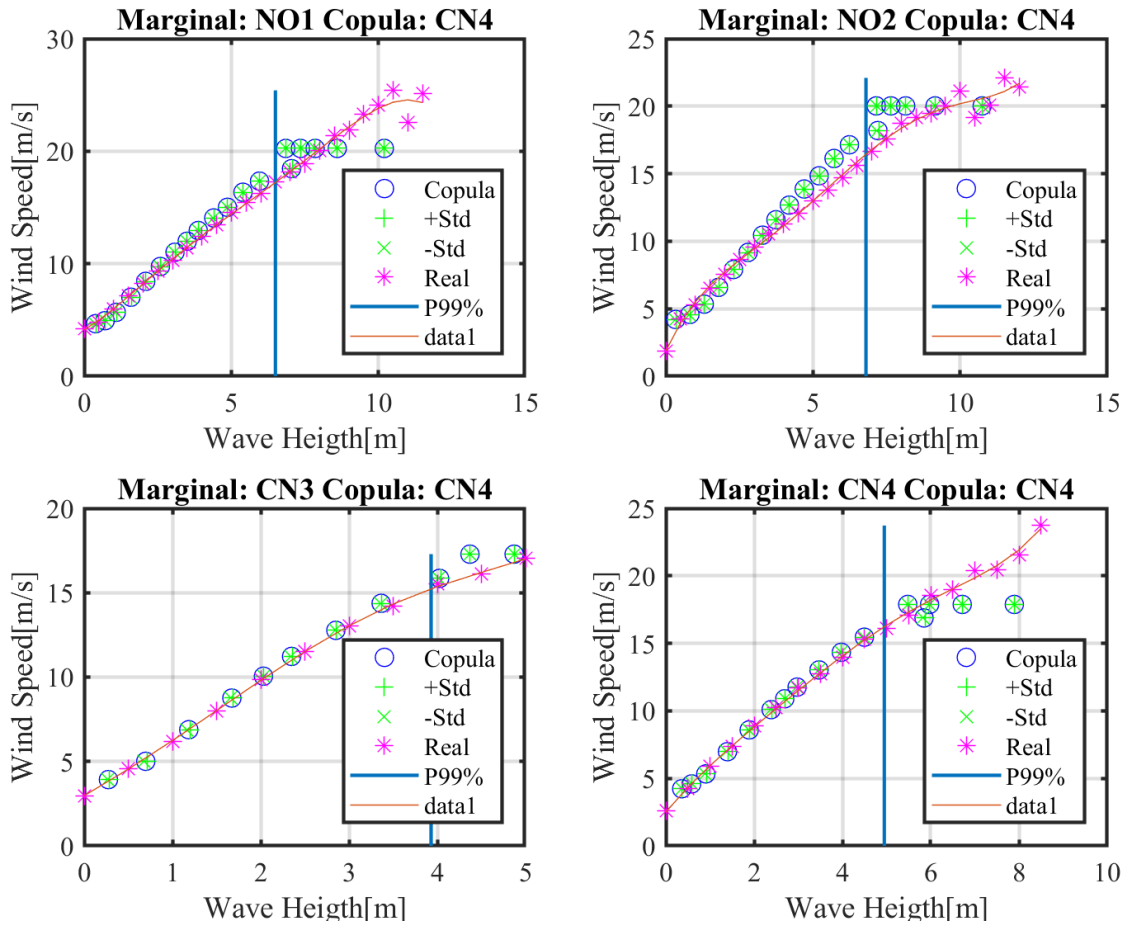 Marginal: NO1 Copula: CN4
30
20
10
0
Wind Speed[m/s]
Copula
+Std
-Std
Real
P99%
data1
0 5 10 15
Wave Heigth[m]
Marginal: NO2 Copula: CN4
25
20
15
10
5
0
Wind Speed[m/s]
Copula
+Std
-Std
Real
P99%
data1
0 5 10 15
Wave Heigth[m]
Marginal: CN3 Copula: CN4
20
15
10
5
0
Wind Speed[m/s]
Copula
+Std
-Std
Real
P99%
data1
0 1 2 3 4 5
Wave Heigth[m]
Marginal: CN4 Copula: CN4
25
20
15
10
5
0
Wind Speed[m/s]
Copula
+Std
-Std
Real
P99%
data1
0 2 4 6 8 10
Wave Heigth[m]